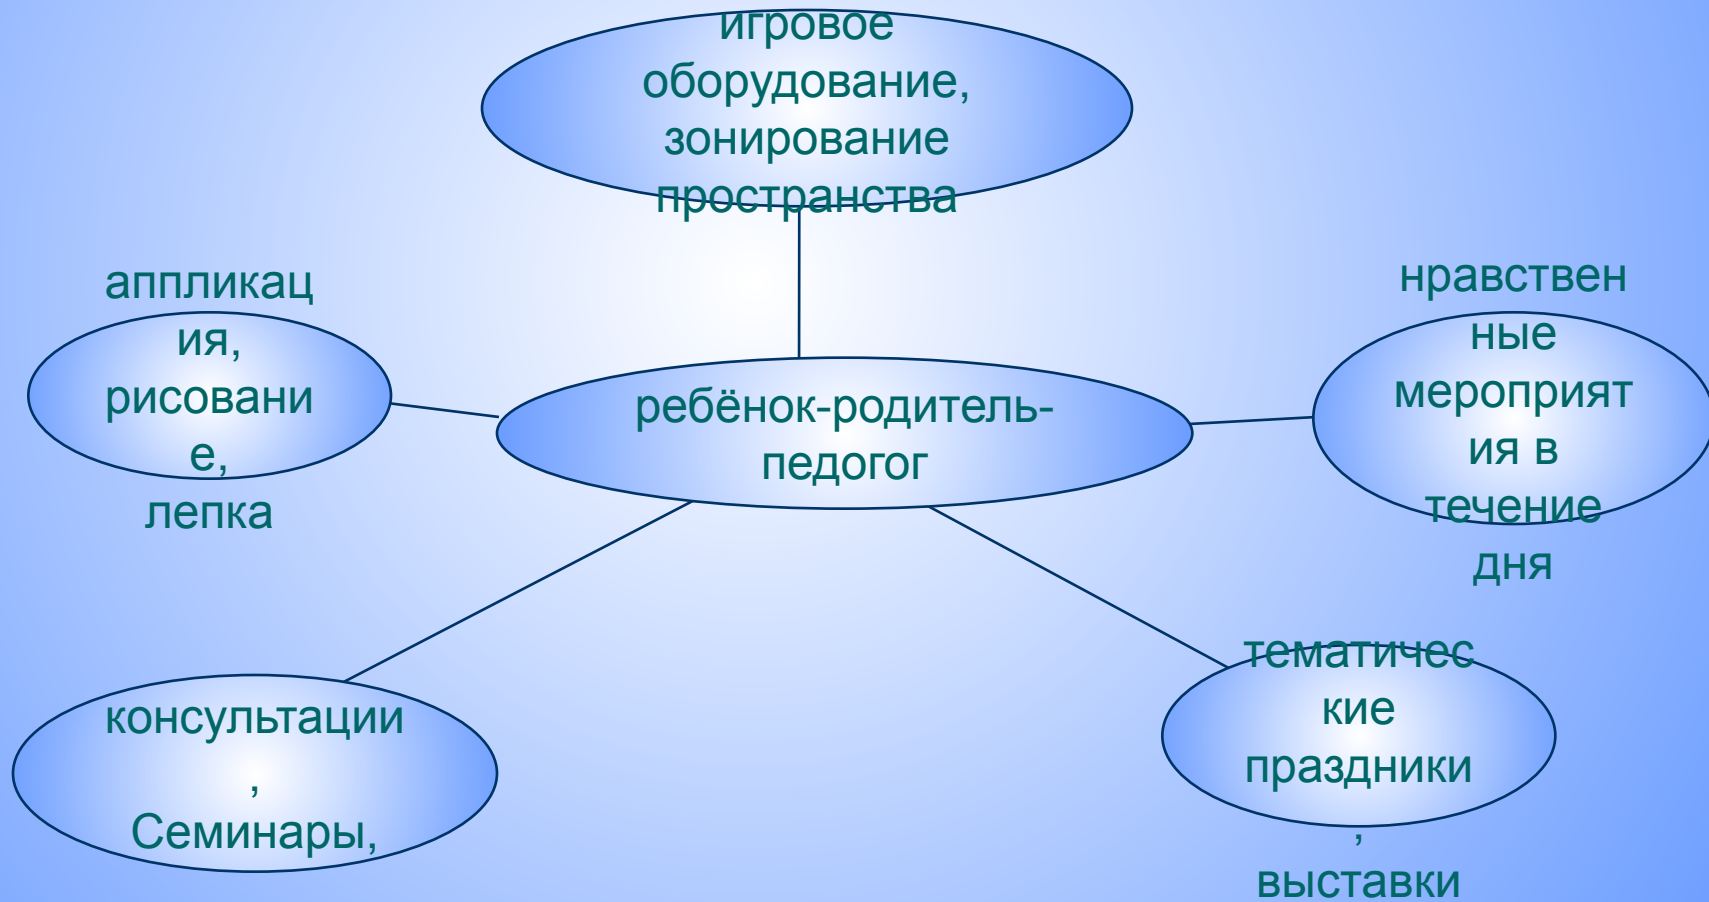 игровое
оборудование,
зонирование
пространства
аппликац
ия,
рисовани
е,
лепка
нравствен
ные
мероприят
ия в
течение
дня
ребёнок-родитель-
педогог
консультации
,
Семинары,
тематичес
кие
праздники
,
выставки